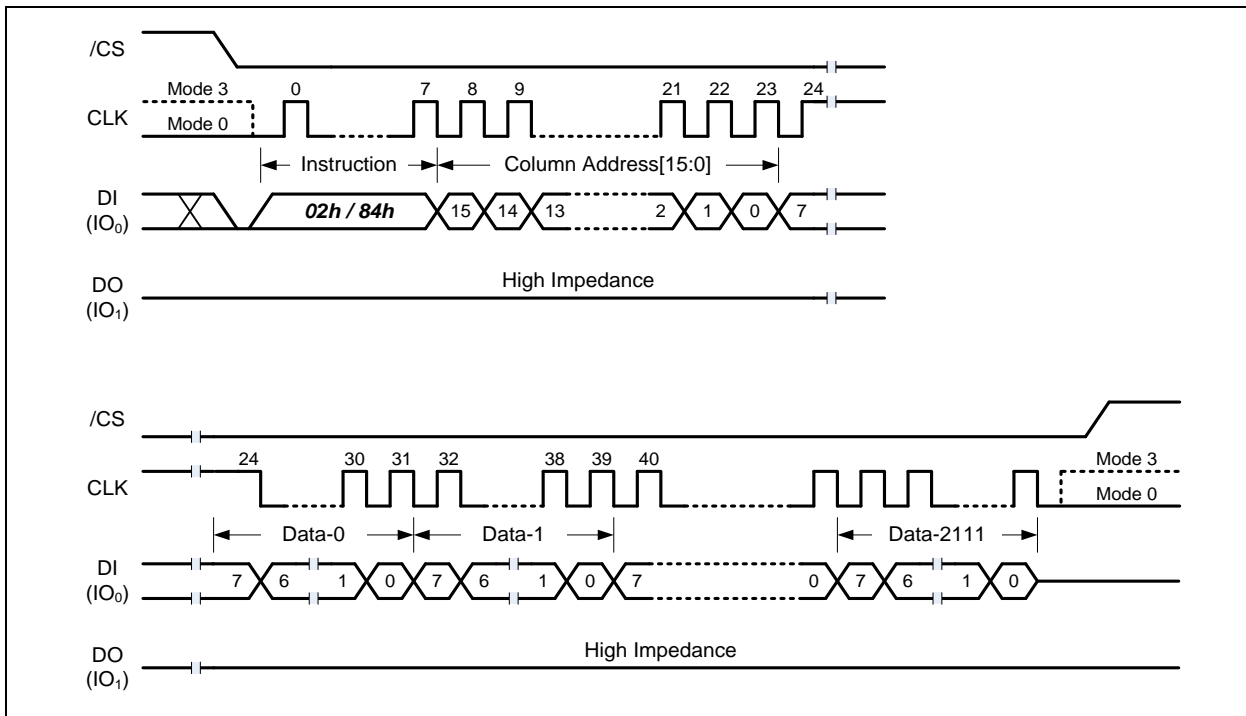 /CS
Mode 3 0 7 8 9 21 22 23 24
CLK
Mode 0
Instruction Column Address[15:0]
DI
(IO₀)
02h / 84h 15 14 13 2 1 0 7
High Impedance
DO
(IO₁)
/CS
24 30 31 32 38 39 40 Mode 3
CLK
Mode 0
Data-0 Data-1 Data-2111
DI
(IO₀)
7 6 1 0 7 6 1 0 7 0 7 6 1 0
High Impedance
DO
(IO₁)